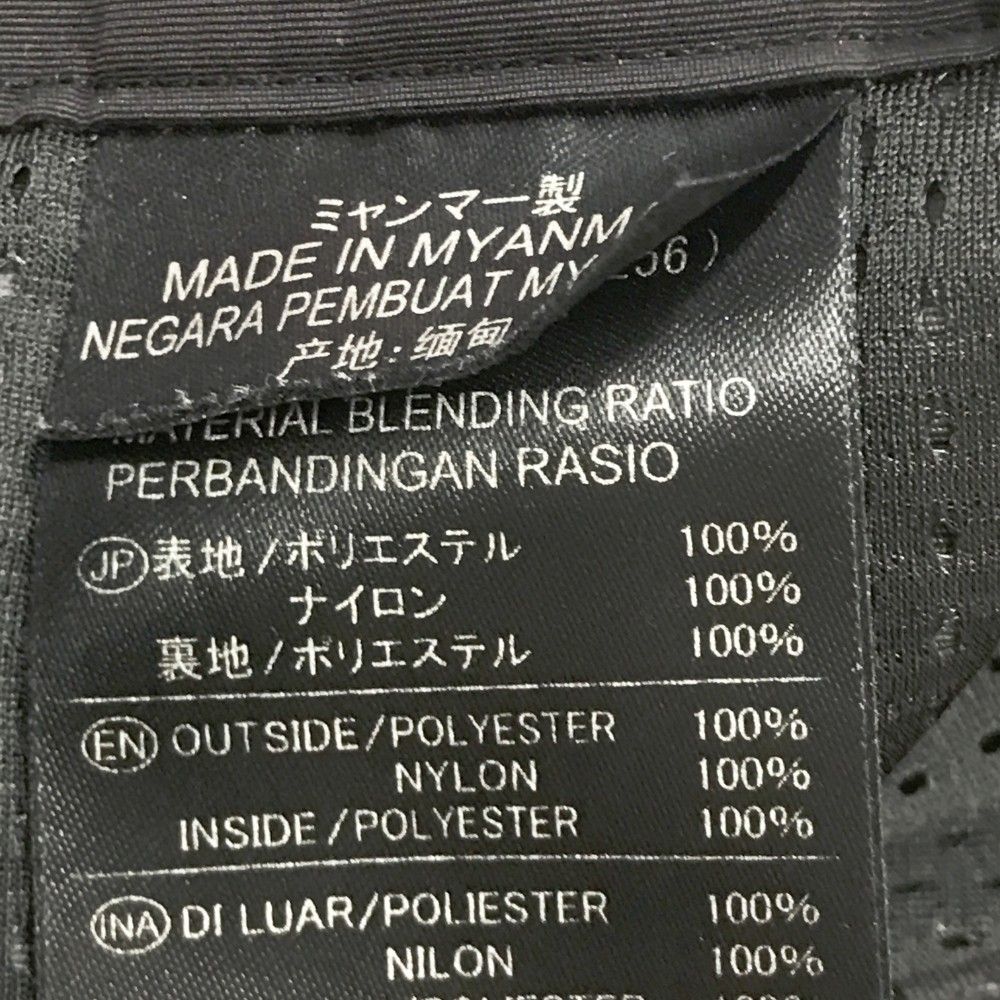 ミャンマー製
MADE IN MYANM
NEGARA PEMBUAT MY
产地:缅甸
MATERIAL BLENDING RATIO
PERBANDINGAN RASIO
JP 表地/ポリエステル 100%
ナイロン 100%
裏地/ポリエステル 100%
EN OUTSIDE/POLYESTER 100%
NYLON 100%
INSIDE/POLYESTER 100%
INA DI LUAR/POLIESTER 100%
NILON 100%